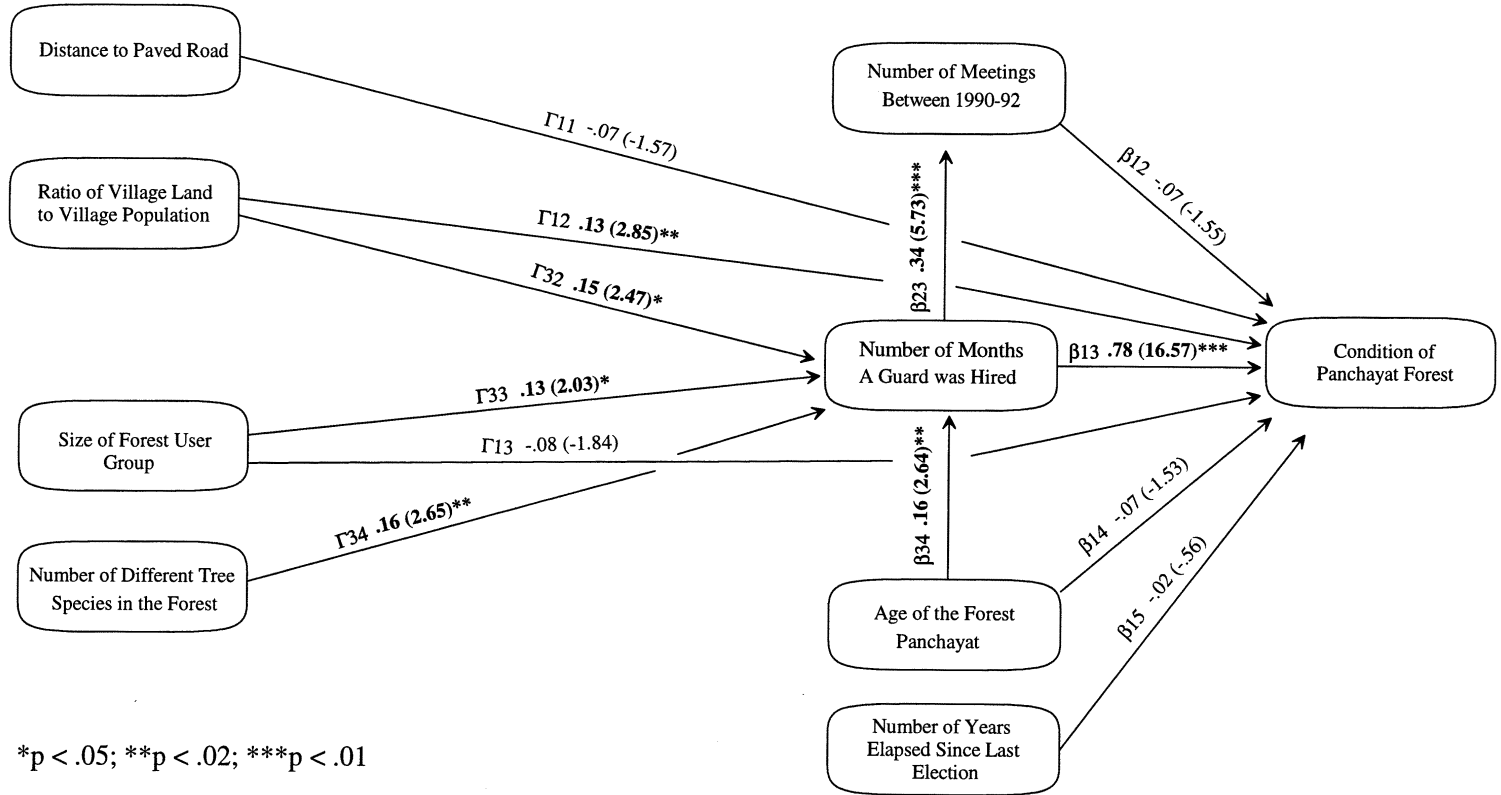 Distance to Paved Road
Number of Meetings
Between 1990-92
Γ11 -.07 (-1.57)
β12 -.07 (-1.55)
Ratio of Village Land
to Village Population
Γ12 .13 (2.85)**
β23 .34 (5.73)***
Γ32 .15 (2.47)*
Number of Months
A Guard was Hired
β13 .78 (16.57)***
Condition of
Panchayat Forest
Γ33 .13 (2.03)*
Size of Forest User
Group
Γ13 -.08 (-1.84)
β34 .16 (2.64)**
β14 -.07 (-1.53)
Γ34 .16 (2.65)**
β15 -.02 (-.56)
Number of Different Tree
Species in the Forest
Age of the Forest
Panchayat
Number of Years
Elapsed Since Last
Election
*p < .05; **p < .02; ***p < .01